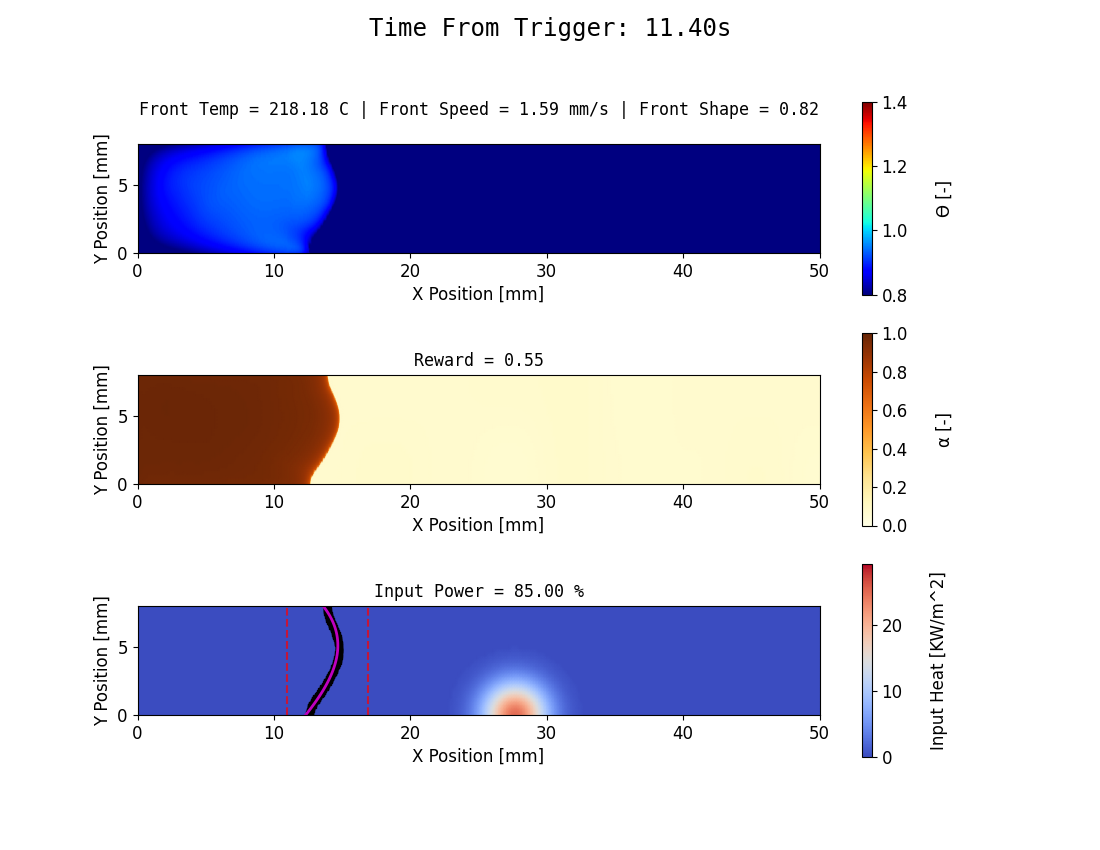 Time From Trigger: 11.40s
Front Temp = 218.18 C | Front Speed = 1.59 mm/s | Front Shape = 0.82
Y Position [mm]
5
0
0 10 20 30 40 50
X Position [mm]
1.4
1.2
1.0
0.8
Θ [-]
Reward = 0.55
Y Position [mm]
5
0
0 10 20 30 40 50
X Position [mm]
1.0
0.8
0.6
0.4
0.2
0.0
α [-]
Input Power = 85.00 %
Y Position [mm]
5
0
0 10 20 30 40 50
X Position [mm]
20
10
0
Input Heat [KW/m^2]